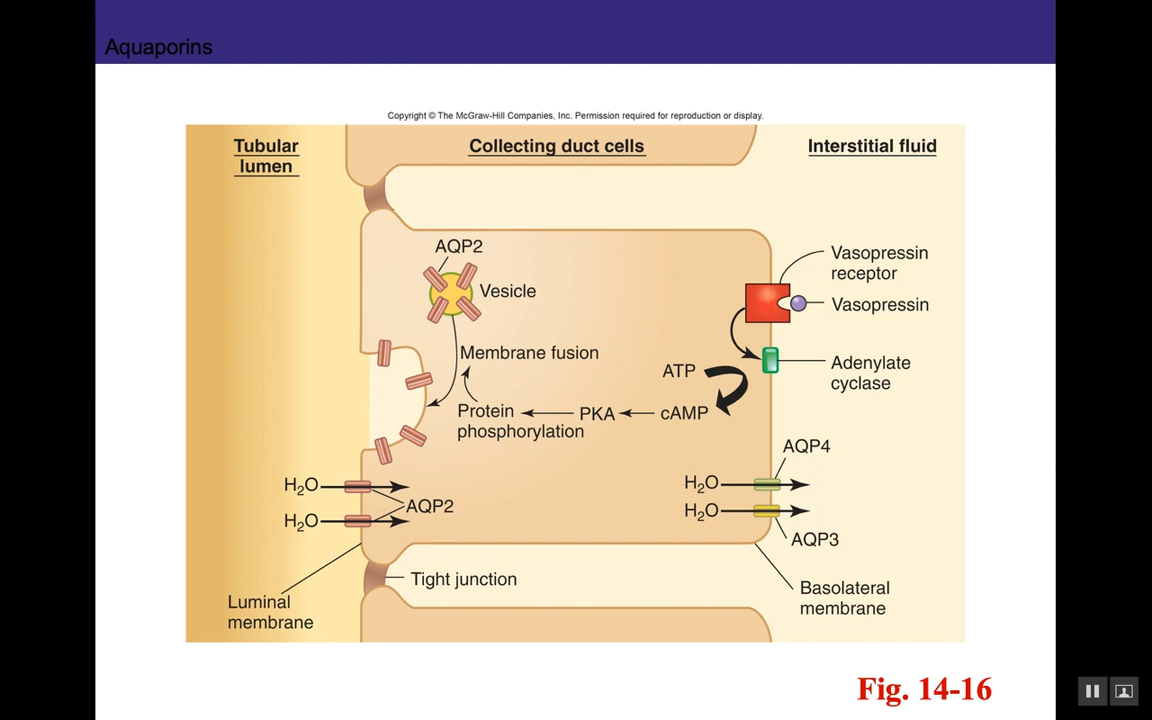 Aquaporins
Copyright © The McGraw-Hill Companies, Inc. Permission required for reproduction or display.
Tubular
lumen
Collecting duct cells
Interstitial fluid
AQP2
Vesicle
Vasopressin
receptor
Vasopressin
Membrane fusion
ATP
Adenylate
cyclase
Protein
phosphorylation
PKA
cAMP
AQP4
H₂O
H₂O
AQP2
H₂O
H₂O
AQP3
Tight junction
Luminal
membrane
Basolateral
membrane
Fig. 14-16